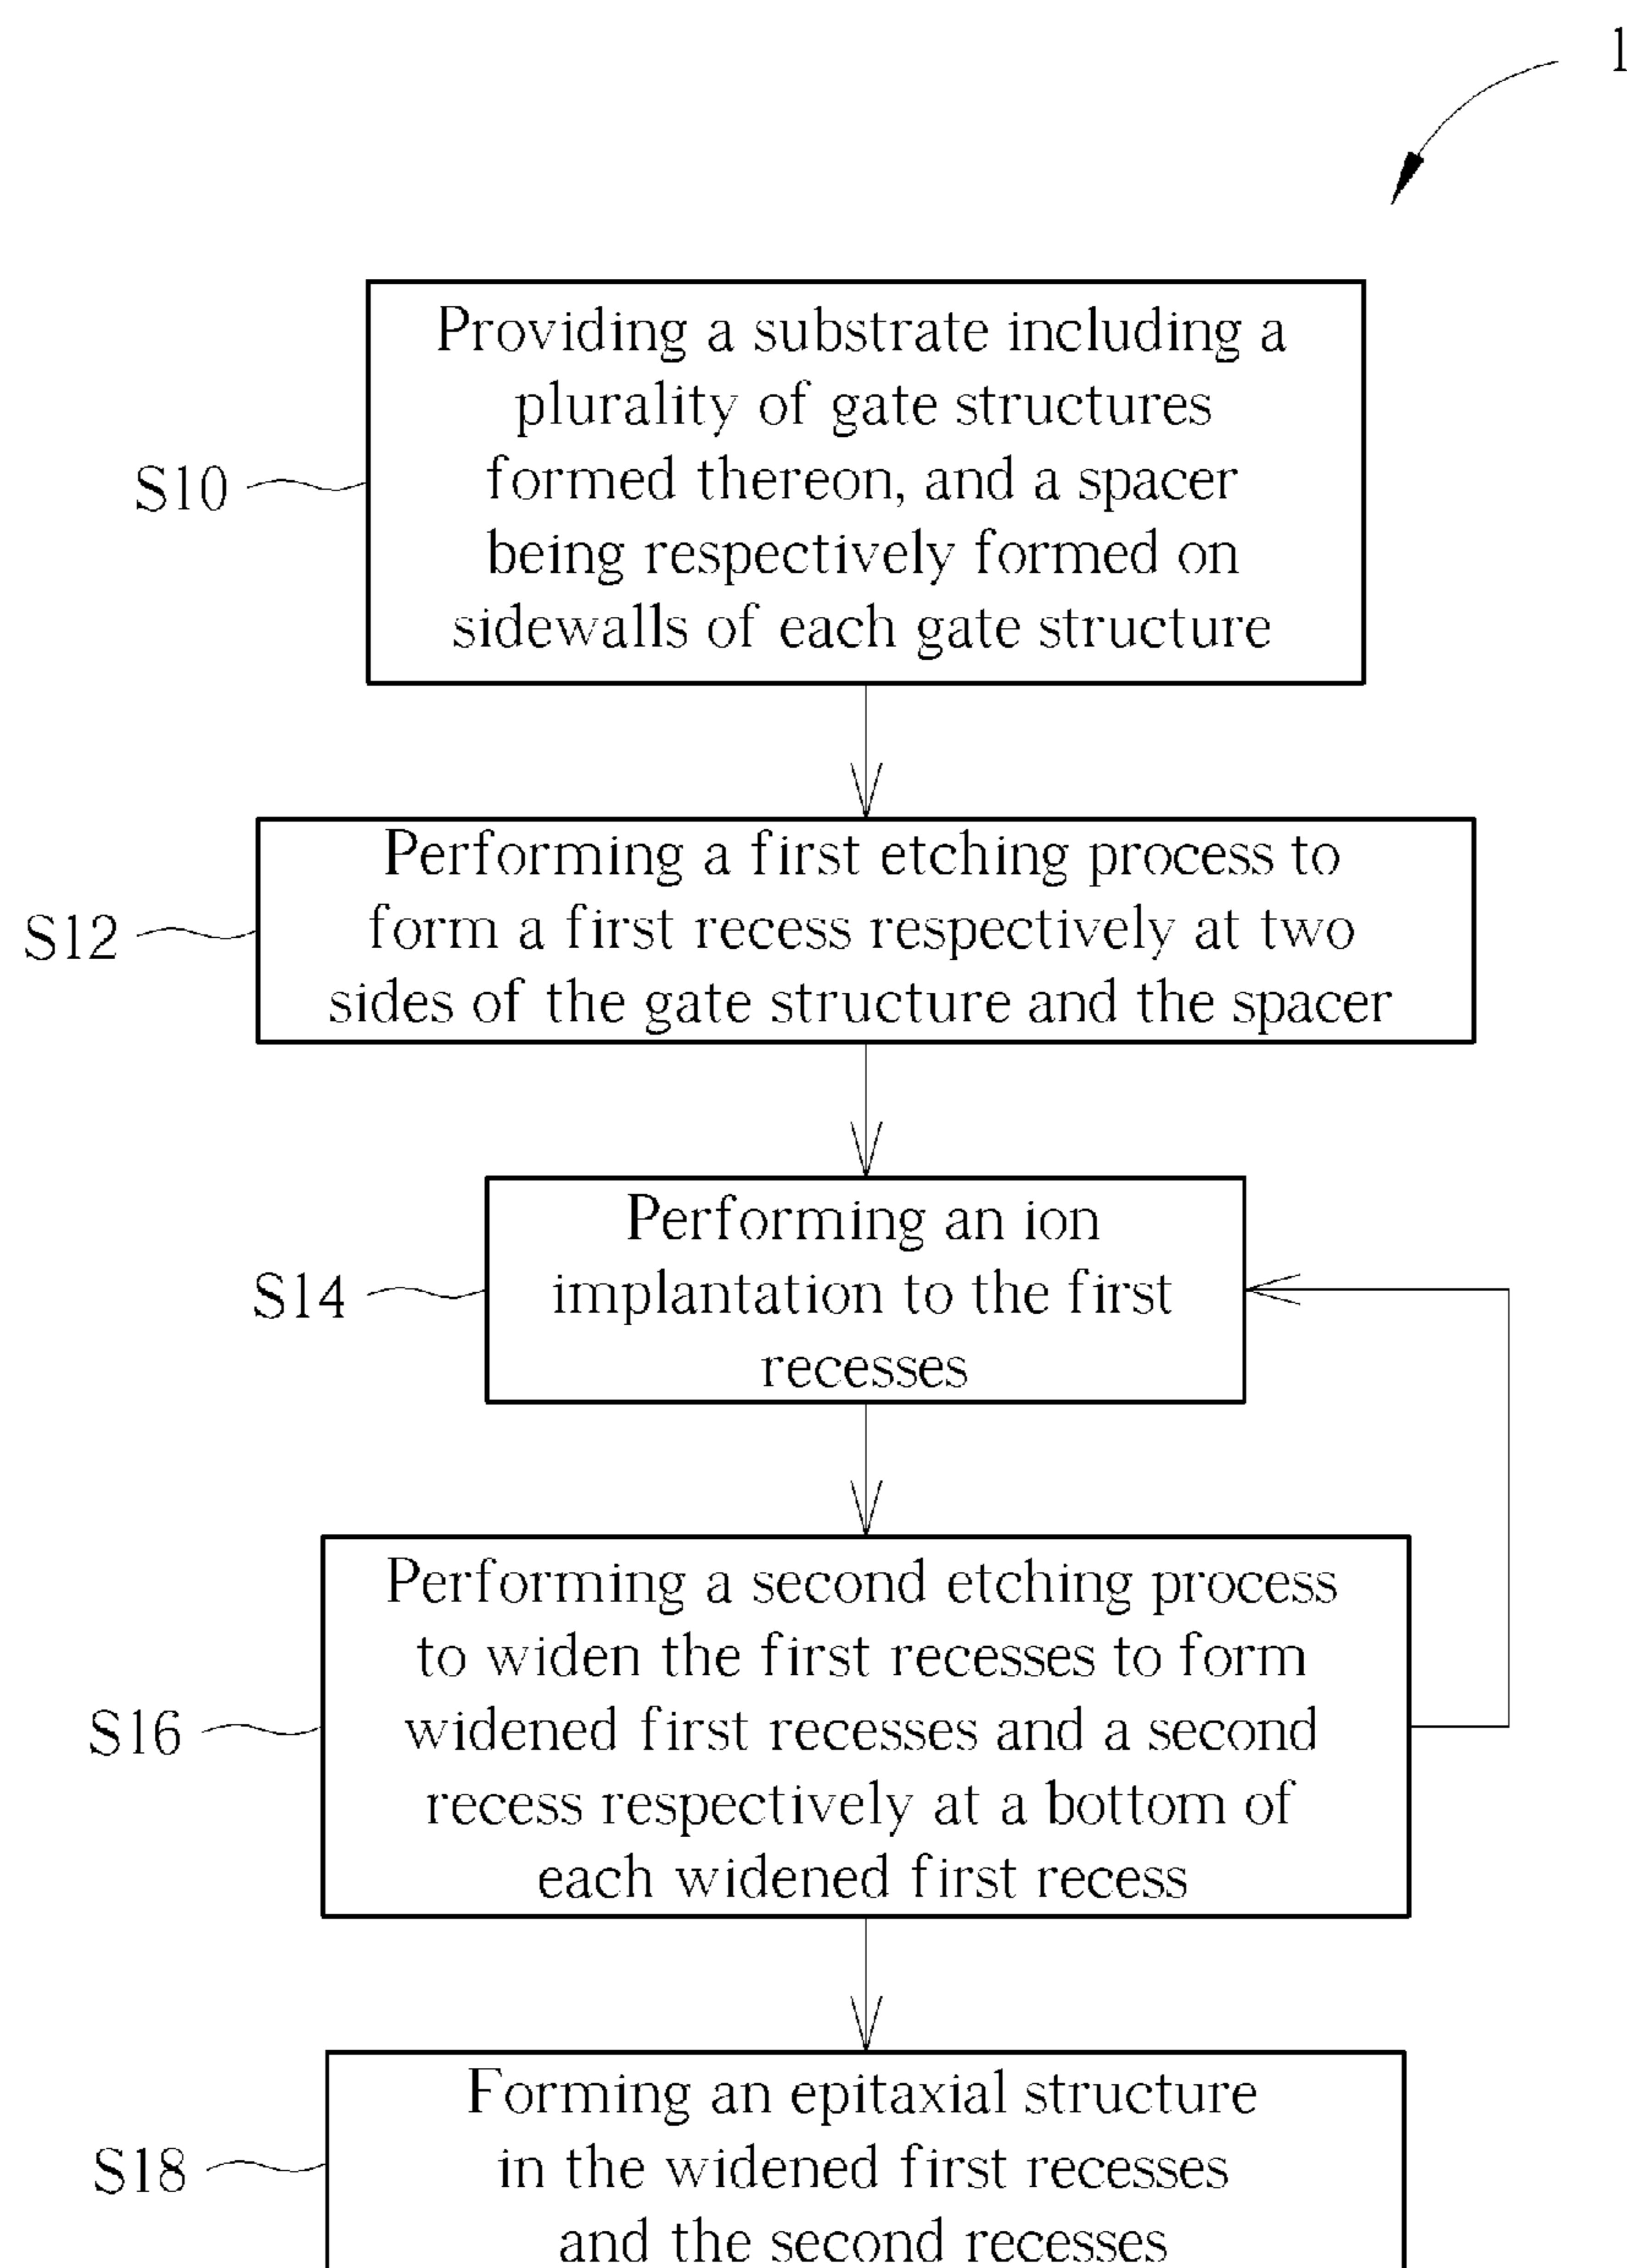 1
Providing a substrate including a
plurality of gate structures
formed thereon, and a spacer
being respectively formed on
sidewalls of each gate structure
S10
Performing a first etching process to
form a first recess respectively at two
sides of the gate structure and the spacer
S12
Performing an ion
implantation to the first
recesses
S14
Performing a second etching process
to widen the first recesses to form
widened first recesses and a second
recess respectively at a bottom of
each widened first recess
S16
Forming an epitaxial structure
in the widened first recesses
and the second recesses
S18